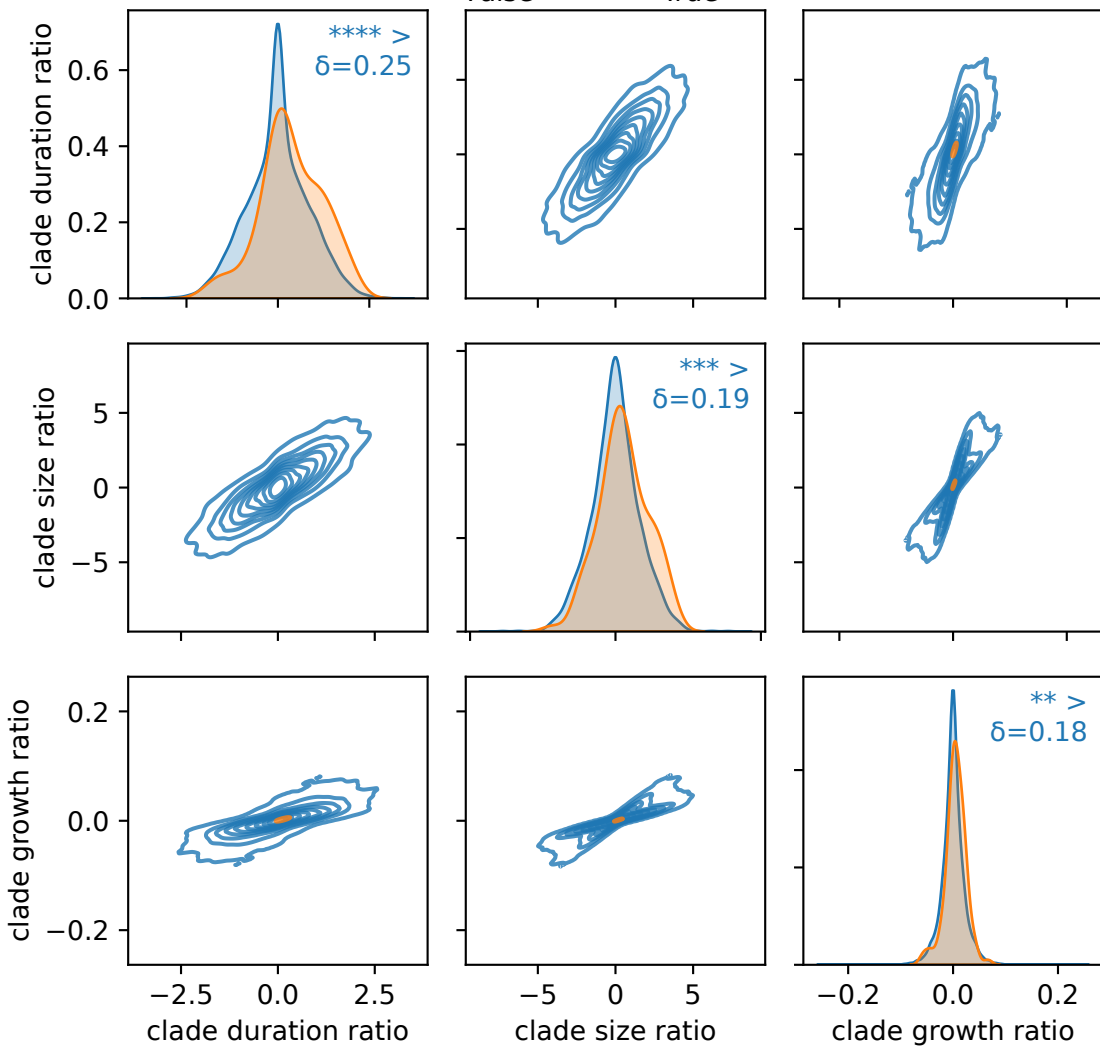 clade duration ratio
0.6
0.4
0.2
0.0
**** >
δ=0.25
clade size ratio
5
0
−5
*** >
δ=0.19
clade growth ratio
0.2
0.0
−0.2
** >
δ=0.18
−2.5 0.0 2.5
−5 0 5
−0.2 0.0 0.2
clade duration ratio
clade size ratio
clade growth ratio